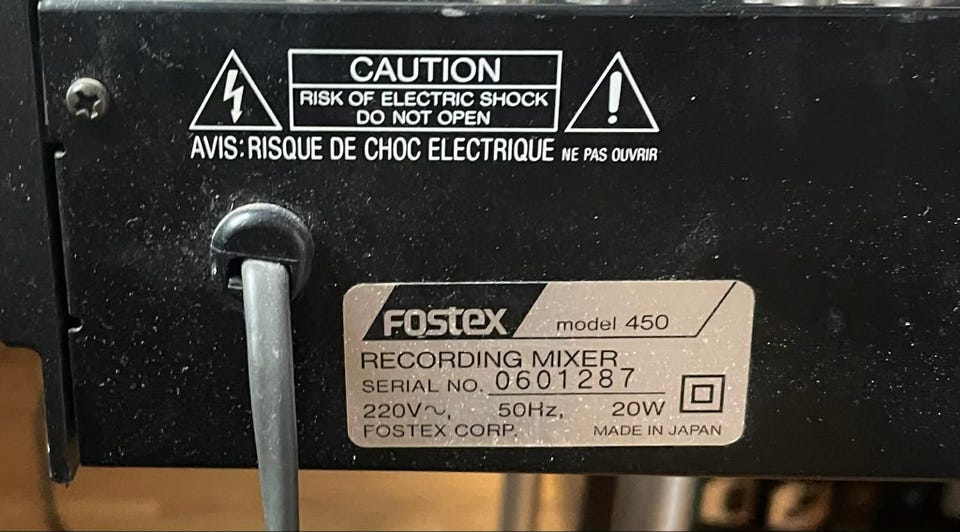 CAUTION
RISK OF ELECTRIC SHOCK
DO NOT OPEN
AVIS: RISQUE DE CHOC ELECTRIQUE NE PAS OUVRIR
FOSTEX model 450
RECORDING MIXER
SERIAL NO. 0601287
220V~, 50Hz, 20W
FOSTEX CORP. MADE IN JAPAN